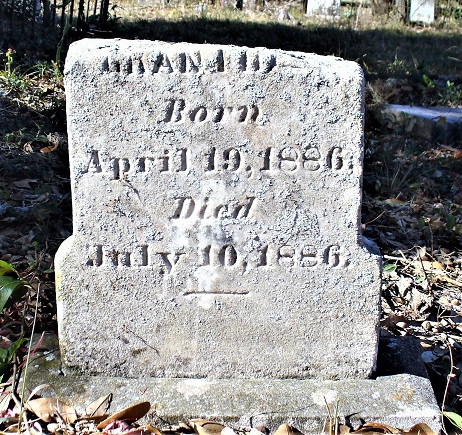 Born
April 19, 1886.
Died
July 10, 1886.